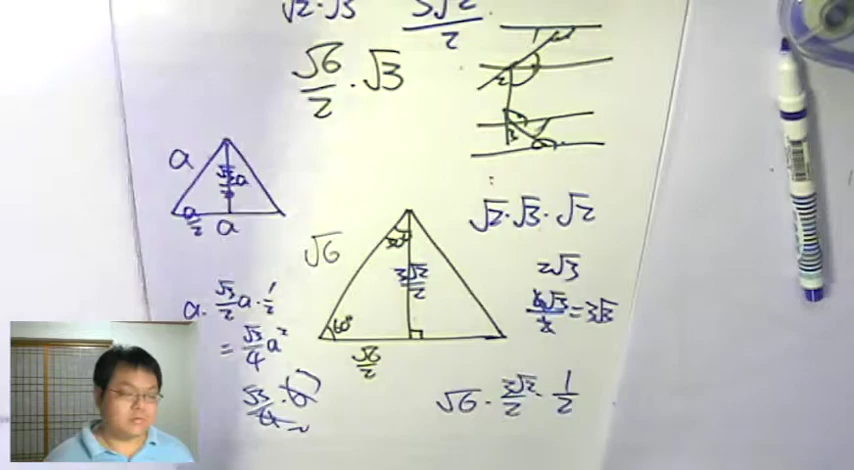 √2·√3
3√2/2
√6/2 · √3
a
√3/2 a
a/2
a
√2·√3·√2
√6
30°
3√2/2
60°
√6/2
2√3
6√3/2 = 3√3
a · √3/2 a · 1/2
= √3/4 a²
√6 · 3√2/2 · 1/2